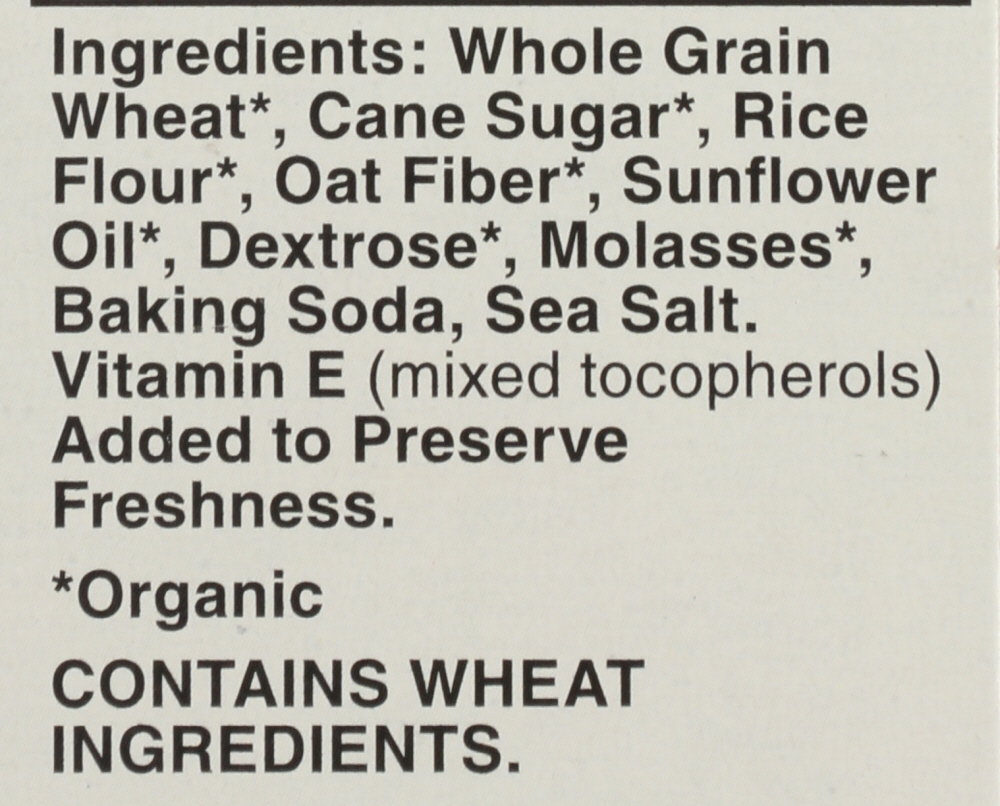 Ingredients: Whole Grain
Wheat*, Cane Sugar*, Rice
Flour*, Oat Fiber*, Sunflower
Oil*, Dextrose*, Molasses*,
Baking Soda, Sea Salt.
Vitamin E (mixed tocopherols)
Added to Preserve
Freshness.
*Organic
CONTAINS WHEAT
INGREDIENTS.